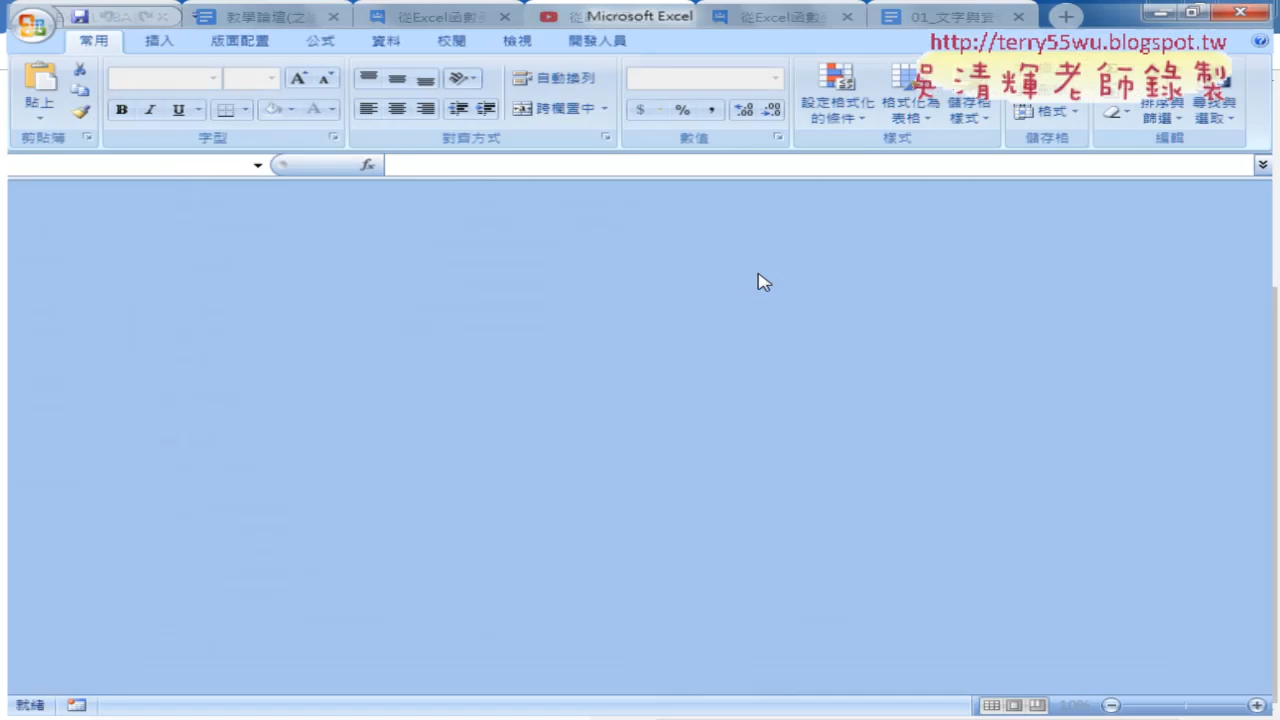 教學論壇(之
從Excel函數
從
Microsoft Excel
從Excel函數
01_文字與資
常用
插入
版面配置
公式
資料
校閱
檢視
開發人員
http://terry55wu.blogspot.tw
吳清輝老師錄製
貼上
B I U
自動換列
跨欄置中
$ % ,
設定格式化的條件
格式化為表格
儲存格樣式
格式
排序與篩選
尋找與選取
剪貼簿
字型
對齊方式
數值
樣式
儲存格
編輯
fx
就緒
100%